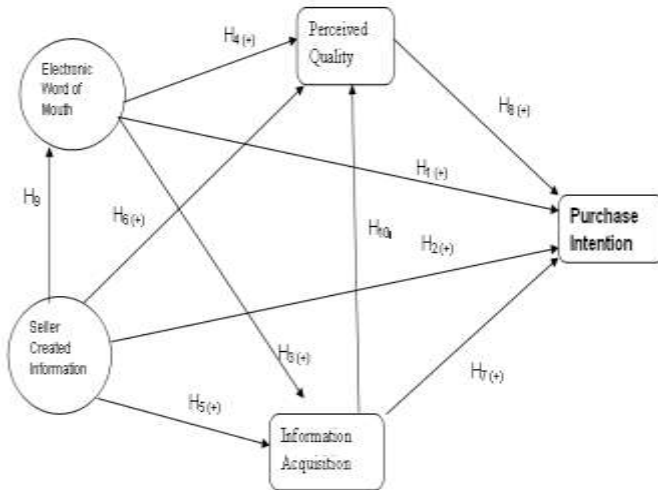 H4 (+)
Perceived
Quality
Electronic
Word of
Mouth
H8 (+)
H1 (+)
H9
H6 (+)
H10
H2 (+)
Purchase
Intention
Seller
Created
Information
H3 (+)
H7 (+)
H5 (+)
Information
Acquisition